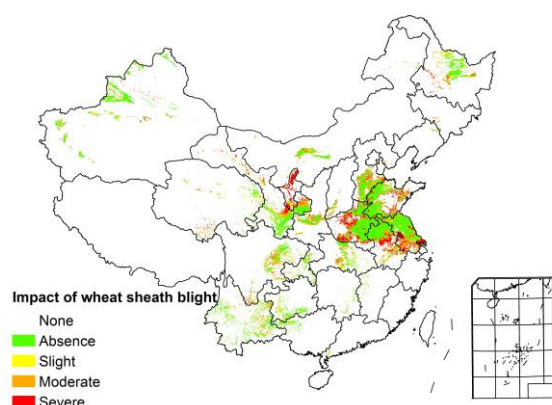 Impact of wheat sheath blight
None
Absence
Slight
Moderate
Severe